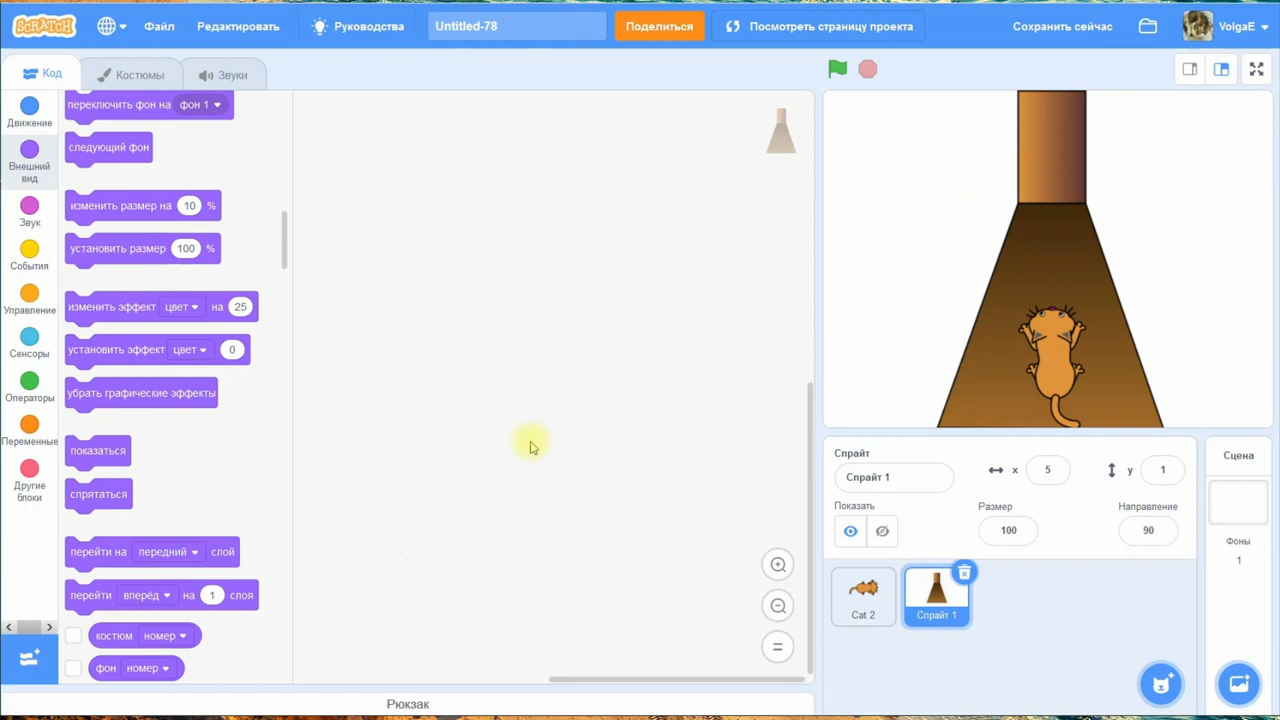 SCRATCH
Файл
Редактировать
Руководства
Untitled-78
Поделиться
Посмотреть страницу проекта
Сохранить сейчас
VolgaE
Код
Костюмы
Звуки
Движение
Внешний
вид
Звук
События
Управление
Сенсоры
Операторы
Переменные
Другие
блоки
переключить фон на фон 1
следующий фон
изменить размер на 10 %
установить размер 100 %
изменить эффект цвет на 25
установить эффект цвет 0
убрать графические эффекты
показаться
спрятаться
перейти на передний слой
перейти вперёд на 1 слоя
костюм номер
фон номер
Рюкзак
Спрайт
Спрайт 1
x 5
y 1
Показать
Размер
100
Направление
90
Cat 2
Спрайт 1
Сцена
Фоны
1